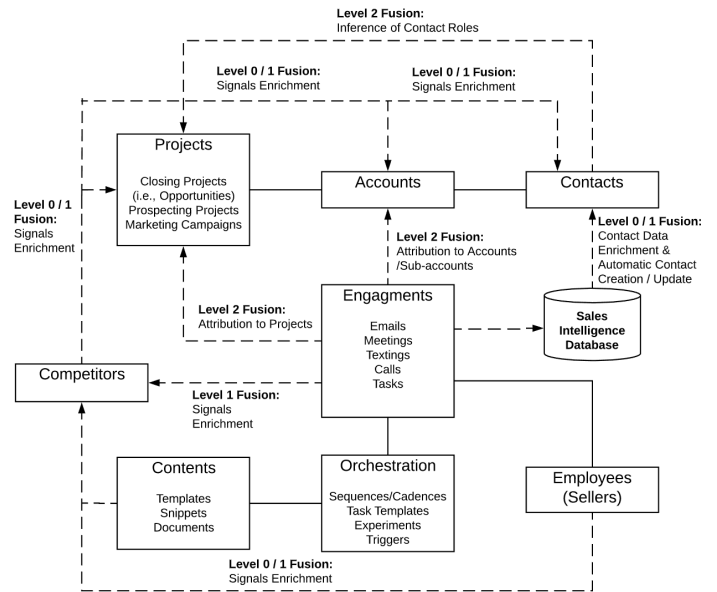 Level 2 Fusion:
Inference of Contact Roles
Level 0 / 1 Fusion:
Signals Enrichment
Level 0 / 1 Fusion:
Signals Enrichment
Projects
Closing Projects
(i.e., Opportunities)
Prospecting Projects
Marketing Campaigns
Accounts
Contacts
Level 0 / 1
Fusion:
Signals
Enrichment
Level 2 Fusion:
Attribution to Accounts
/Sub-accounts
Level 0 / 1 Fusion:
Contact Data
Enrichment &
Automatic Contact
Creation / Update
Level 2 Fusion:
Attribution to Projects
Engagments
Emails
Meetings
Textings
Calls
Tasks
Sales
Intelligence
Database
Competitors
Level 1 Fusion:
Signals
Enrichment
Contents
Templates
Snippets
Documents
Orchestration
Sequences/Cadences
Task Templates
Experiments
Triggers
Employees
(Sellers)
Level 0 / 1 Fusion:
Signals Enrichment